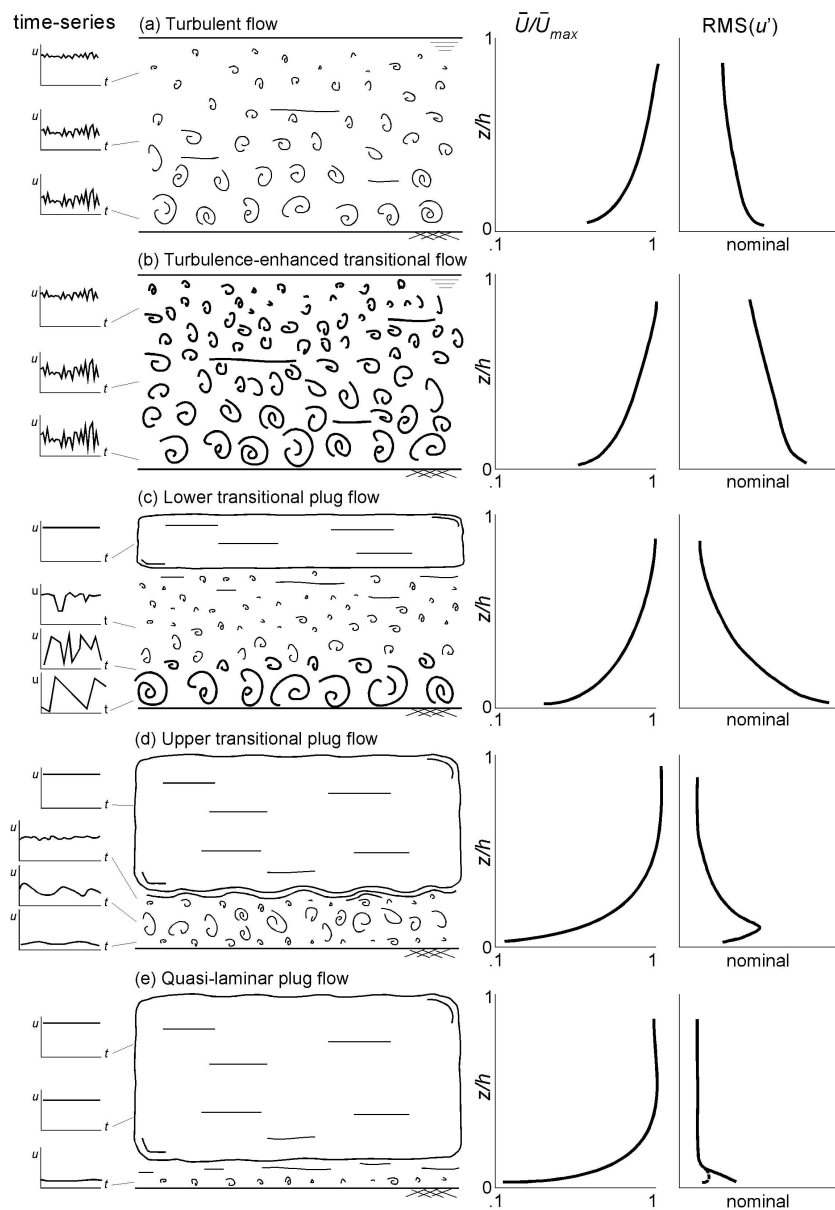 time-series
(a) Turbulent flow
Ū/Ūmax
RMS(u')
u
t
u
t
u
t
1
z/h
0
.1
1
nominal
(b) Turbulence-enhanced transitional flow
u
t
u
t
u
t
1
z/h
0
.1
1
nominal
(c) Lower transitional plug flow
u
t
u
t
u
t
u
t
1
z/h
0
.1
1
nominal
(d) Upper transitional plug flow
u
t
u
t
u
t
u
t
1
z/h
0
.1
1
nominal
(e) Quasi-laminar plug flow
u
t
u
t
u
t
1
z/h
0
.1
1
nominal